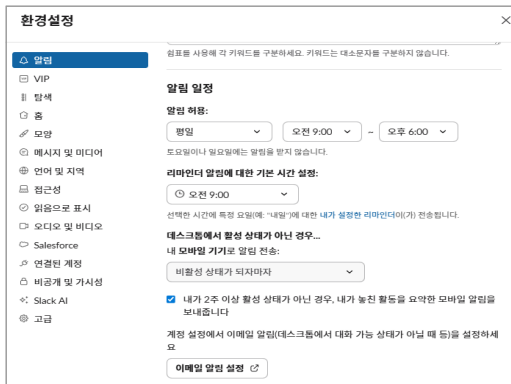 환경설정
알림
VIP
탐색
홈
모양
메시지 및 미디어
언어 및 지역
접근성
읽음으로 표시
오디오 및 비디오
Salesforce
연결된 계정
비공개 및 가시성
Slack AI
고급
쉼표를 사용해 각 키워드를 구분하세요. 키워드는 대소문자를 구분하지 않습니다.
알림 일정
알림 허용:
평일 오전 9:00 ~ 오후 6:00
토요일이나 일요일에는 알림을 받지 않습니다.
리마인더 알림에 대한 기본 시간 설정:
오전 9:00
선택한 시간에 특정 요일(예: "내일")에 대한 내가 설정한 리마인더이(가) 전송됩니다.
데스크톱에서 활성 상태가 아닌 경우...
내 모바일 기기로 알림 전송:
비활성 상태가 되자마자
내가 2주 이상 활성 상태가 아닌 경우, 내가 놓친 활동을 요약한 모바일 알림을
보내줍니다
계정 설정에서 이메일 알림(데스크톱에서 대화 가능 상태가 아닐 때 등)을 설정하세
요
이메일 알림 설정